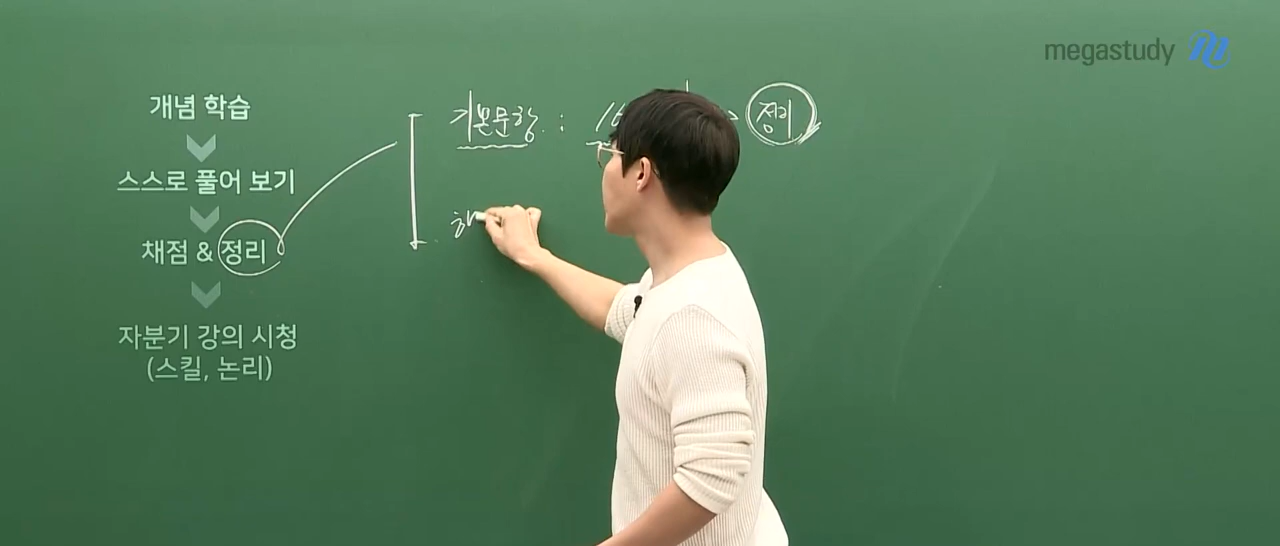 megastudy
개념 학습
스스로 풀어 보기
채점 & 정리
자분기 강의 시청
(스킬, 논리)
기본문항 :
정리